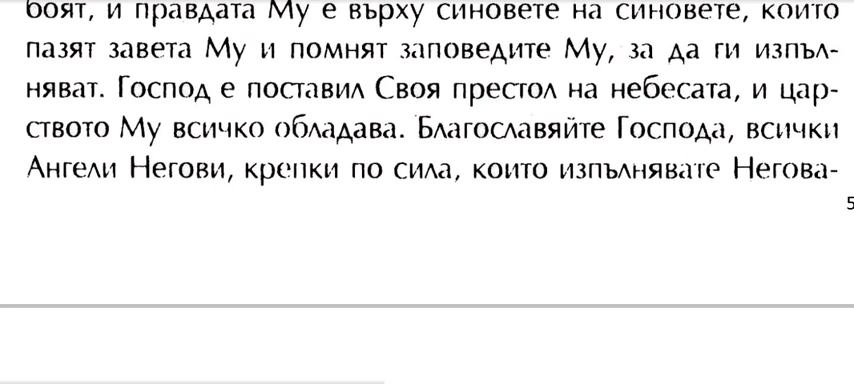 боят, и правдата Му е върху синовете на синовете, които
пазят завета Му и помнят заповедите Му, за да ги изпъл-
няват. Господ е поставил Своя престол на небесата, и цар-
ството Му всичко обладава. Благославяйте Господа, всички
Ангели Негови, крепки по сила, които изпълнявате Негова-
5